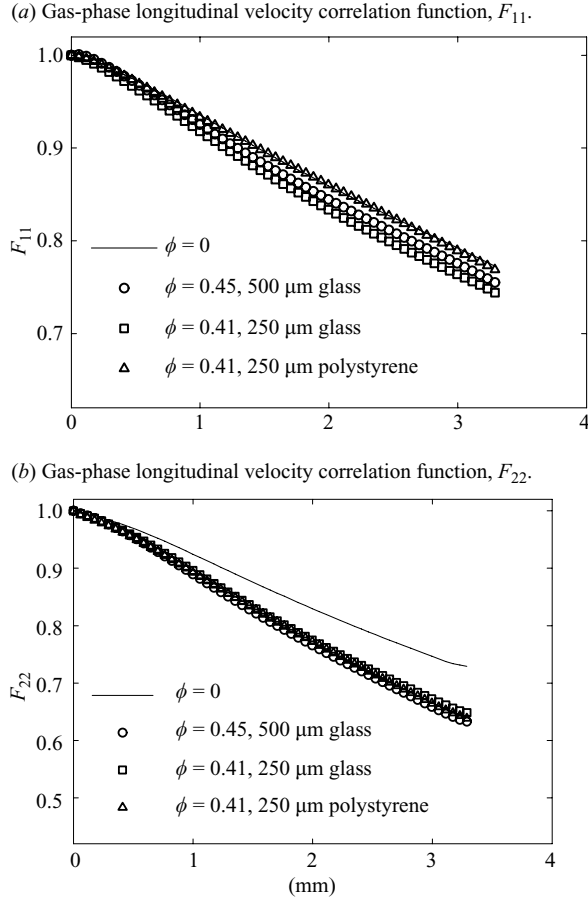 (a) Gas-phase longitudinal velocity correlation function, F11.
1.0
0.9
0.8
0.7
F11
ϕ = 0
ϕ = 0.45, 500 μm glass
ϕ = 0.41, 250 μm glass
ϕ = 0.41, 250 μm polystyrene
0 1 2 3 4
(b) Gas-phase longitudinal velocity correlation function, F22.
1.0
0.9
0.8
0.7
0.6
0.5
F22
ϕ = 0
ϕ = 0.45, 500 μm glass
ϕ = 0.41, 250 μm glass
ϕ = 0.41, 250 μm polystyrene
0 1 2 3 4
(mm)